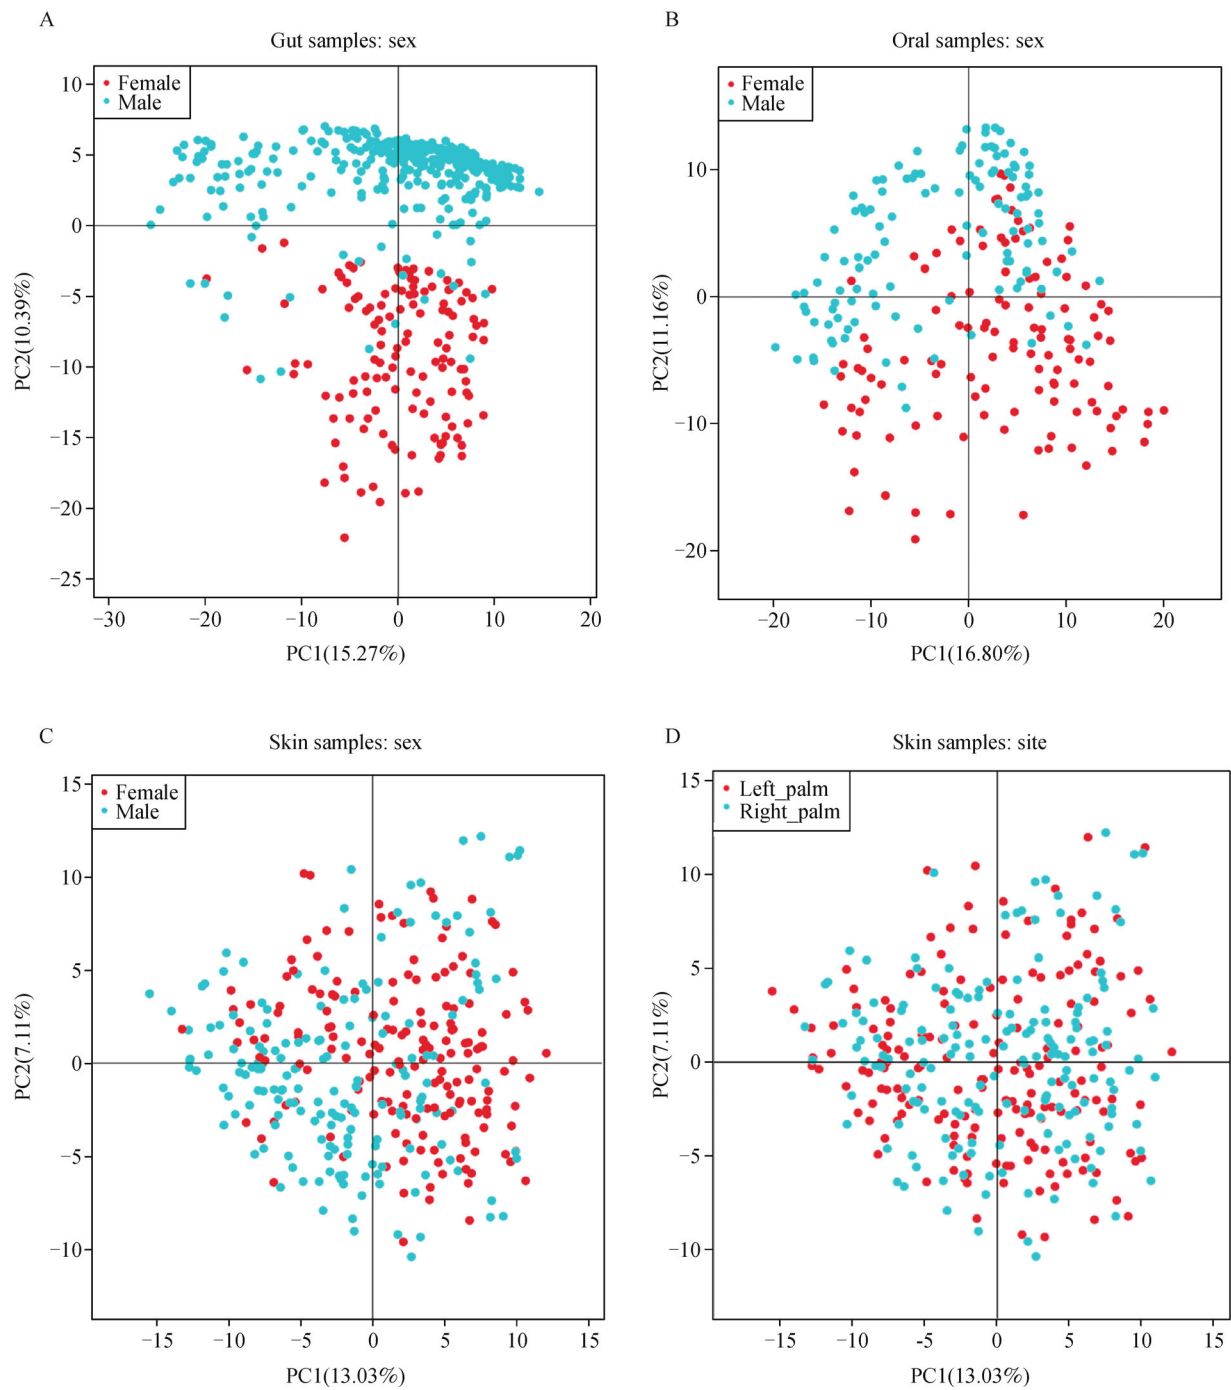 A
Gut samples: sex
Female
Male
10
5
0
−5
−10
−15
−20
−25
PC2(10.39%)
−30
−20
−10
0
10
20
PC1(15.27%)
B
Oral samples: sex
Female
Male
10
0
−10
−20
PC2(11.16%)
−20
−10
0
10
20
PC1(16.80%)
C
Skin samples: sex
Female
Male
15
10
5
0
−5
−10
PC2(7.11%)
−15
−10
−5
0
5
10
15
PC1(13.03%)
D
Skin samples: site
Left_palm
Right_palm
15
10
5
0
−5
−10
PC2(7.11%)
−15
−10
-5
0
5
10
15
PC1(13.03%)